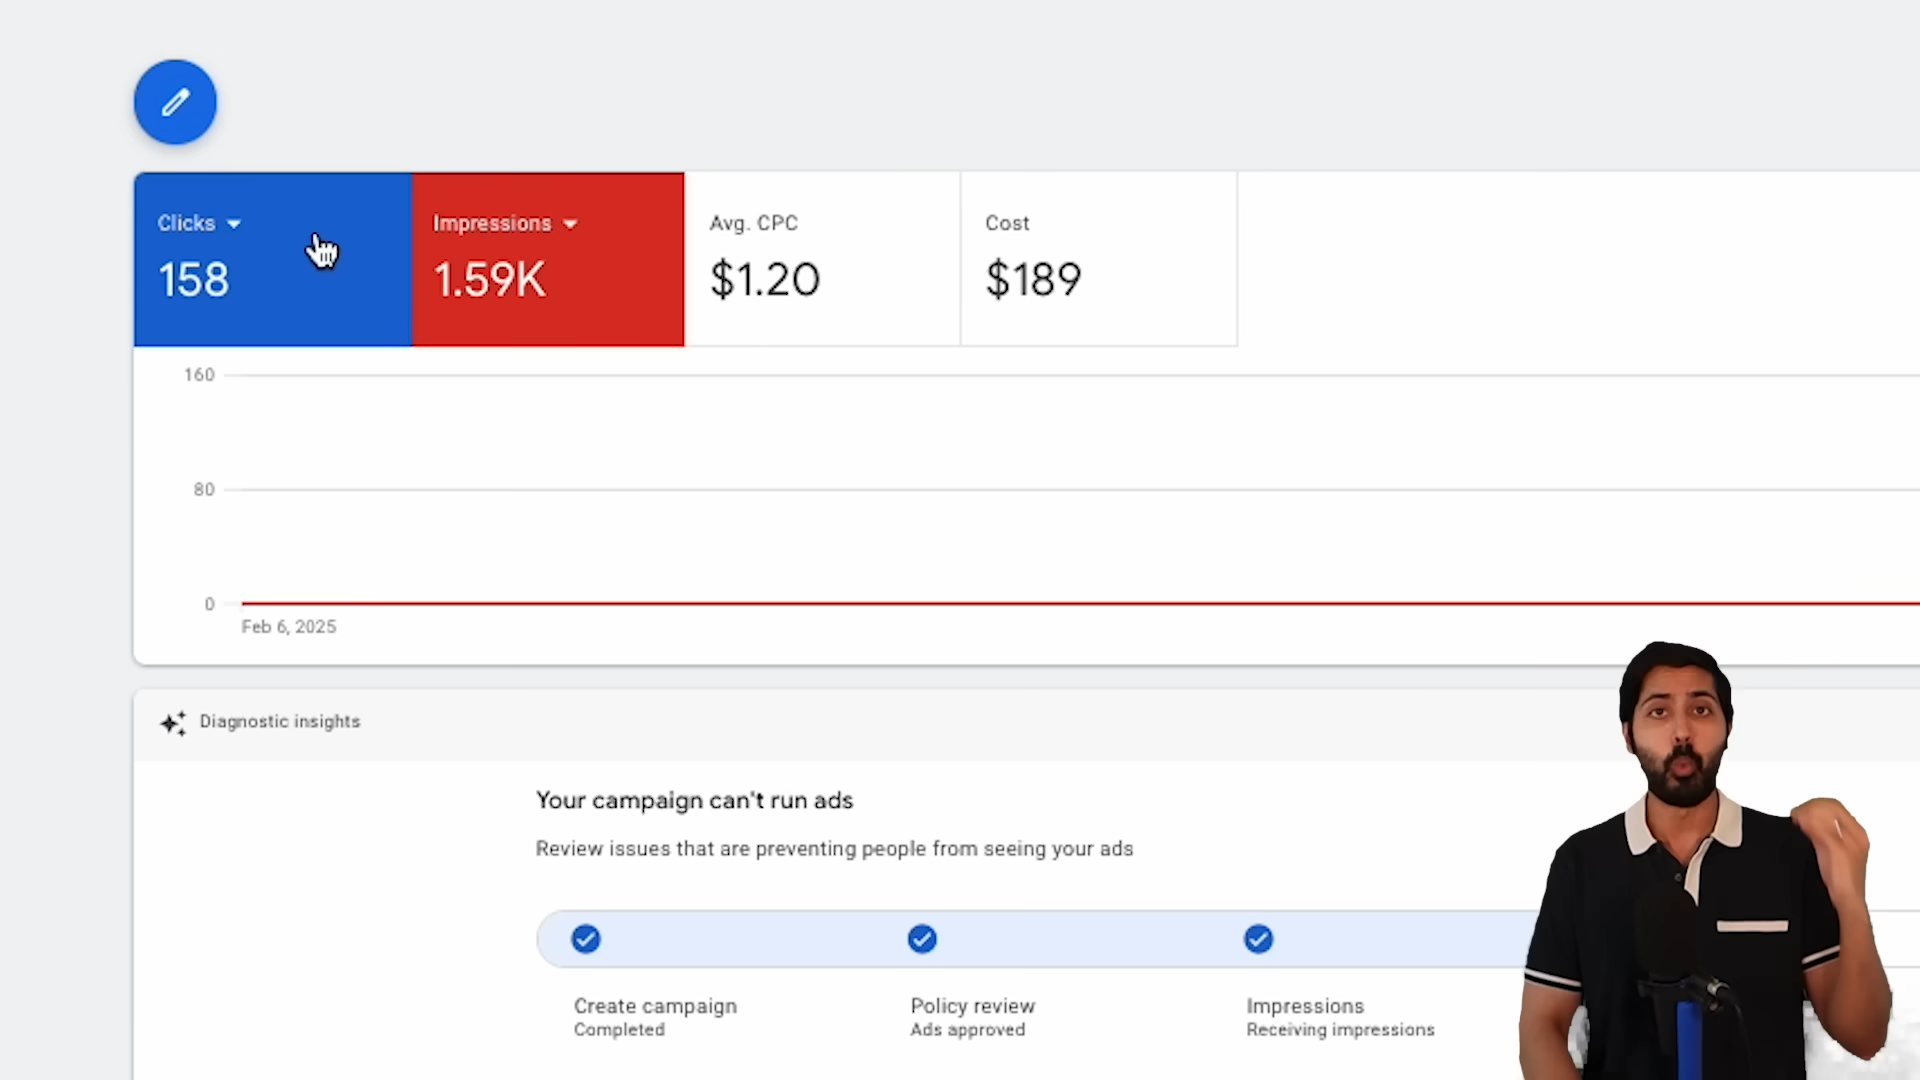 Clicks
158
Impressions
1.59K
Avg. CPC
$1.20
Cost
$189
160
80
0
Feb 6, 2025
Diagnostic insights
Your campaign can't run ads
Review issues that are preventing people from seeing your ads
Create campaign
Completed
Policy review
Ads approved
Impressions
Receiving impressions